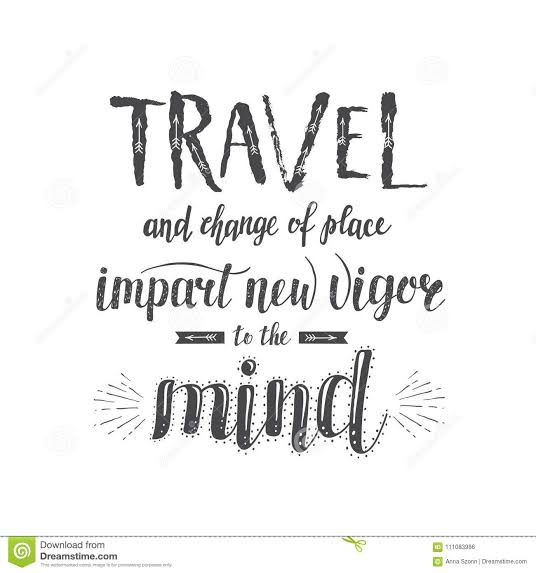 TRAVEL
and change of place
impart new vigor
to the
mind
Download from
Dreamstime.com
This watermarked comp image is for previewing purposes only.
111083986
Anna Szonn | Dreamstime.com